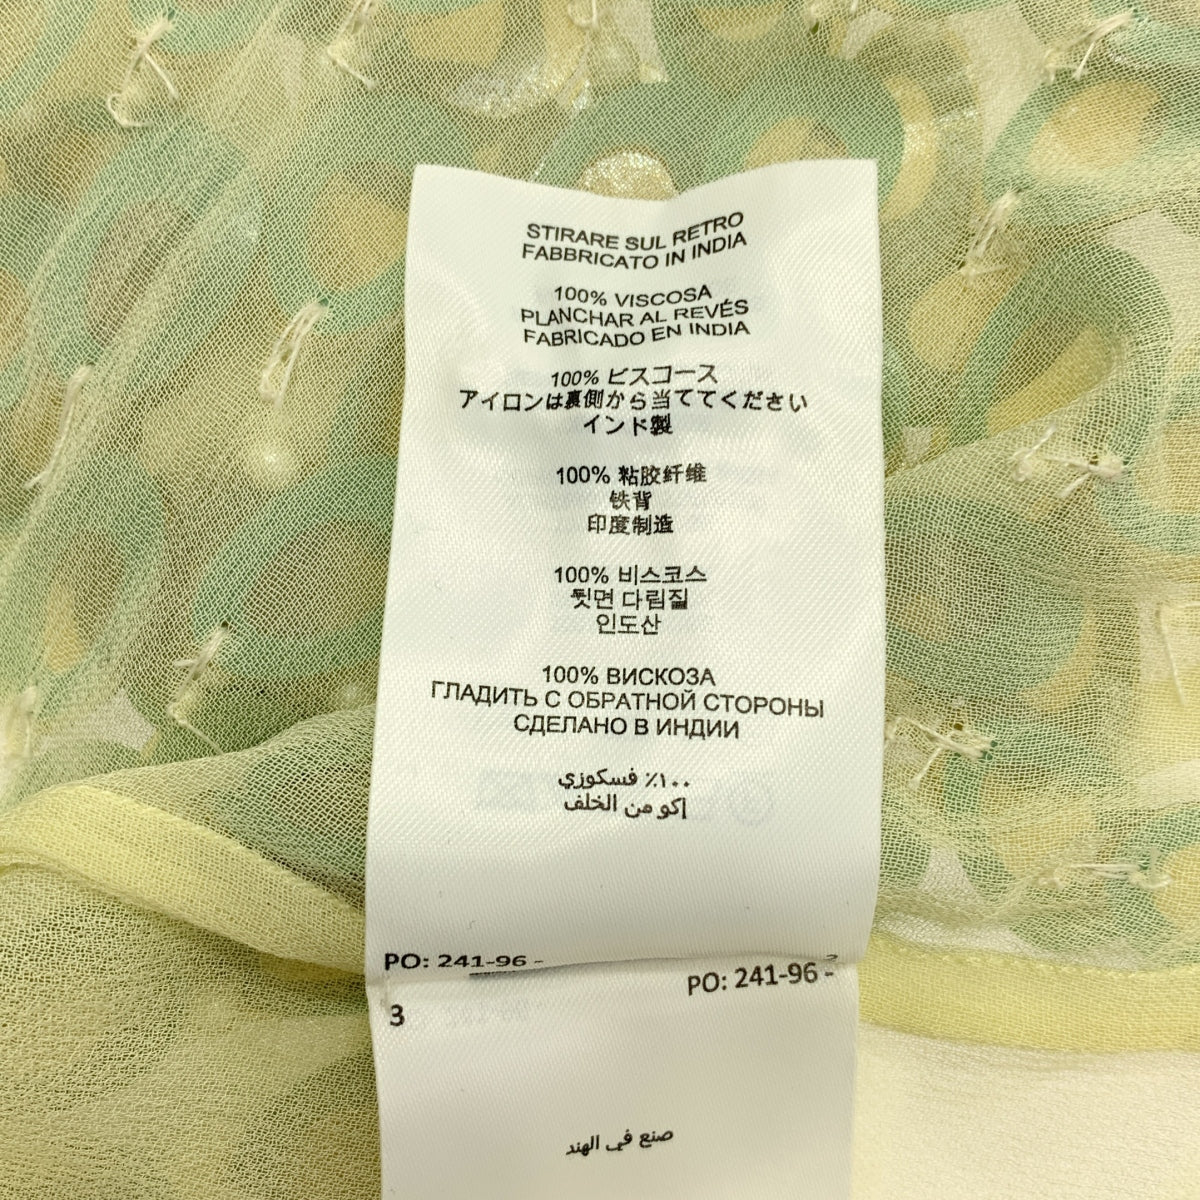 STIRARE SUL RETRO
FABBRICATO IN INDIA
100% VISCOSA
PLANCHAR AL REVÉS
FABRICADO EN INDIA
100% ビスコース
アイロンは裏側から当ててください
インド製
100% 粘胶纤维
铁背
印度制造
100% 비스코스
뒷면 다림질
인도산
100% ВИСКОЗА
ГЛАДИТЬ С ОБРАТНОЙ СТОРОНЫ
СДЕЛАНО В ИНДИИ
٪١٠٠ فسكوزي
إكو من الخلف
PO: 241-96 -
PO: 241-96 -
3
صنع في الهند